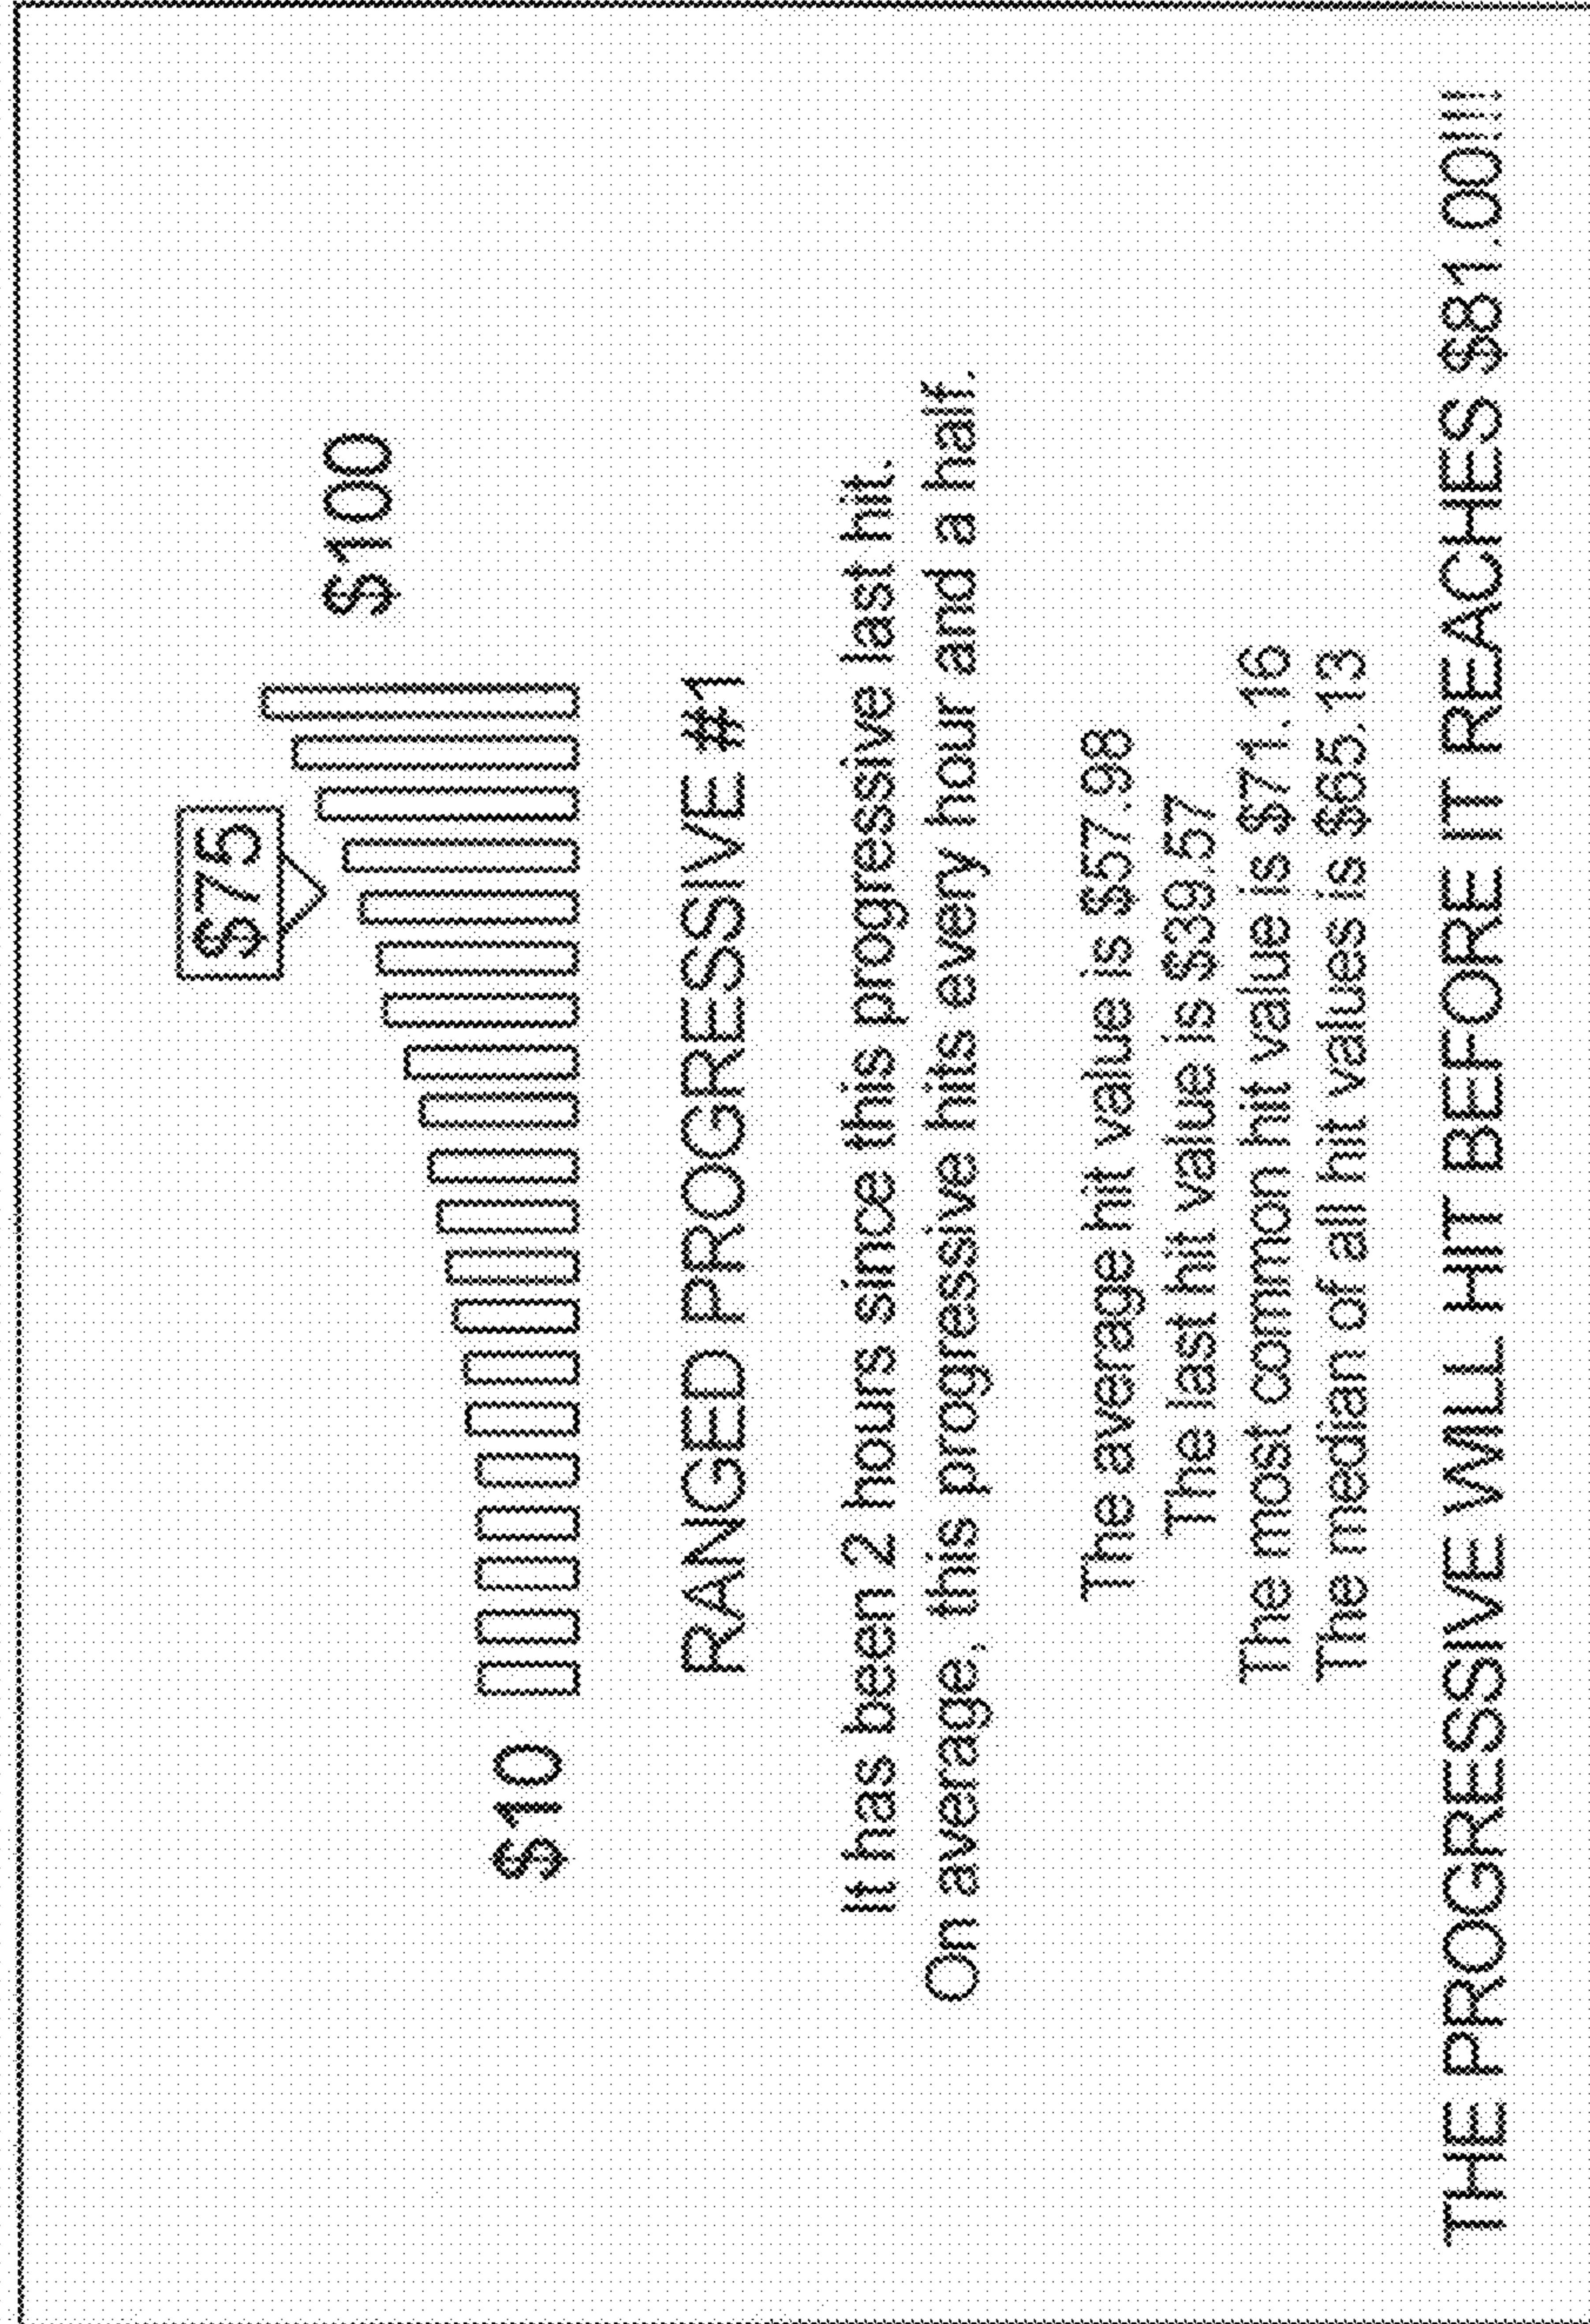 $75
$100
$10
RANGED PROGRESSIVE #1
It has been 2 hours since this progressive last hit.
On average, this progressive hits every hour and a half.
The average hit value is $57.98
The last hit value is $39.57
The most common hit value is $71.16
The median of all hit values is $65.13
THE PROGRESSIVE WILL HIT BEFORE IT REACHES $81.00!!!!